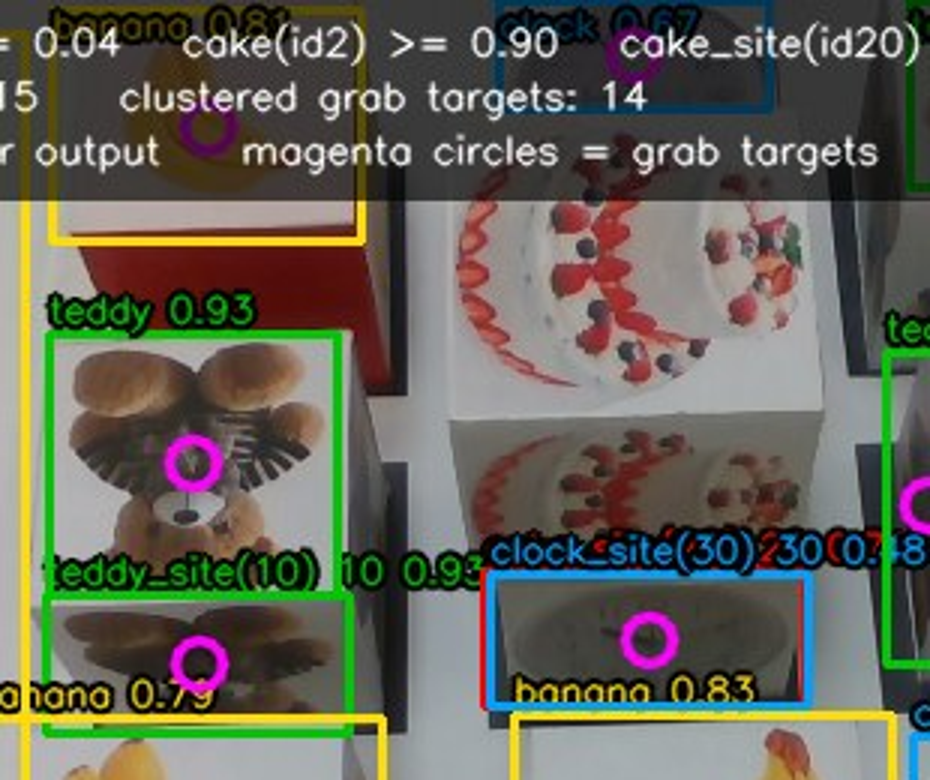 banana 0.81 clock 0.67
= 0.04 cake(id2) >= 0.90 cake_site(id20)
15 clustered grab targets: 14
r output magenta circles = grab targets
teddy 0.93
clock_site(30) 30 0.48
teddy_site(10) 10 0.93
banana 0.79
banana 0.83